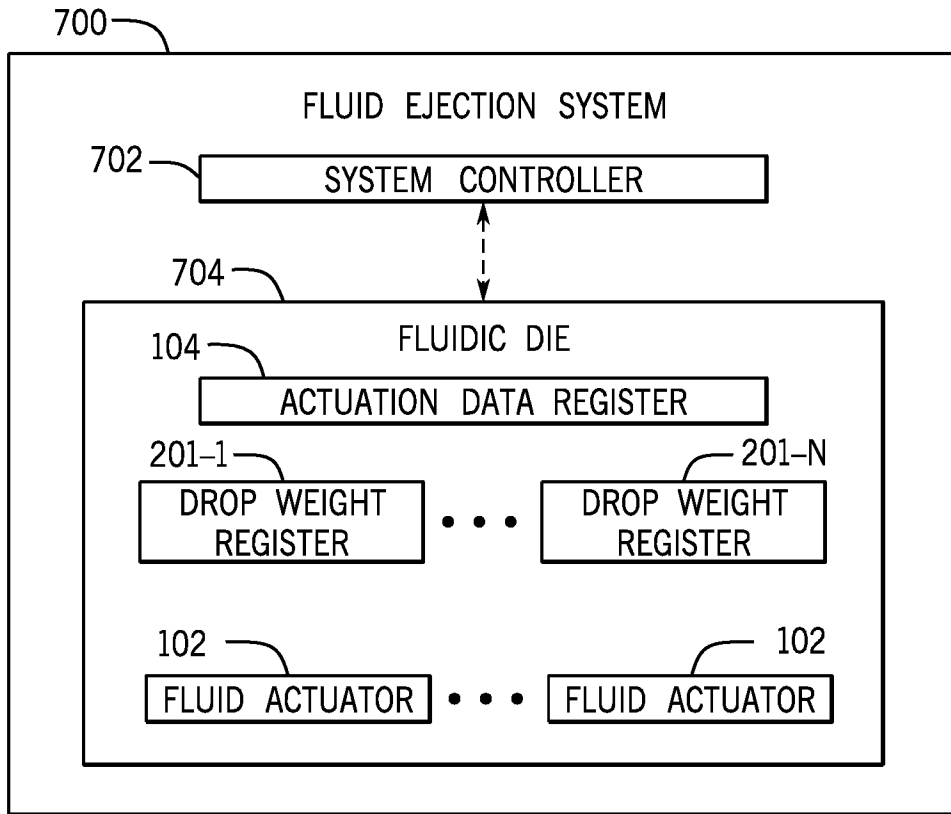 700
FLUID EJECTION SYSTEM
702
SYSTEM CONTROLLER
704
FLUIDIC DIE
104
ACTUATION DATA REGISTER
201-1
201-N
DROP WEIGHT
REGISTER
DROP WEIGHT
REGISTER
102
102
FLUID ACTUATOR
FLUID ACTUATOR